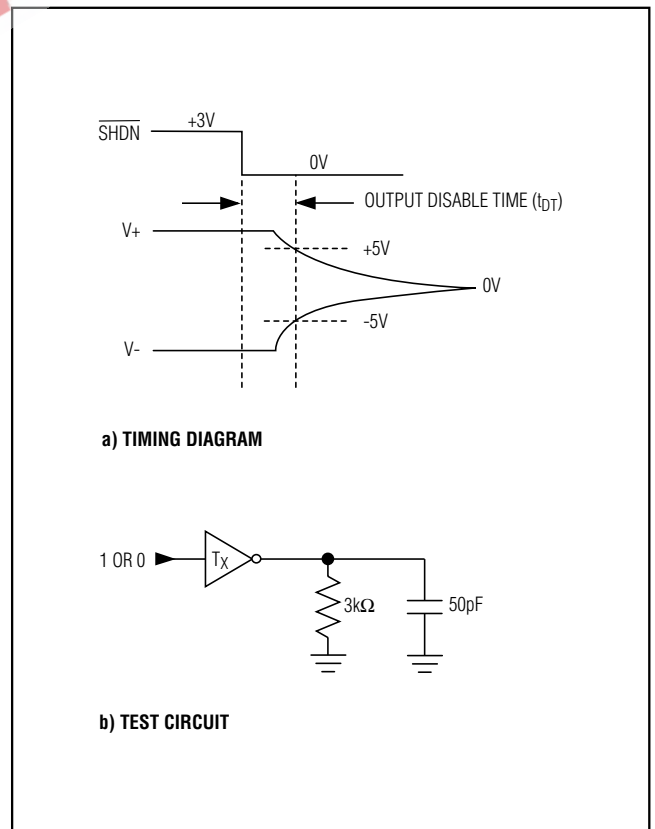 SHDN
+3V
0V
OUTPUT DISABLE TIME (tDT)
V+
+5V
0V
-5V
V-
a) TIMING DIAGRAM
1 OR 0
TX
3kΩ
50pF
b) TEST CIRCUIT